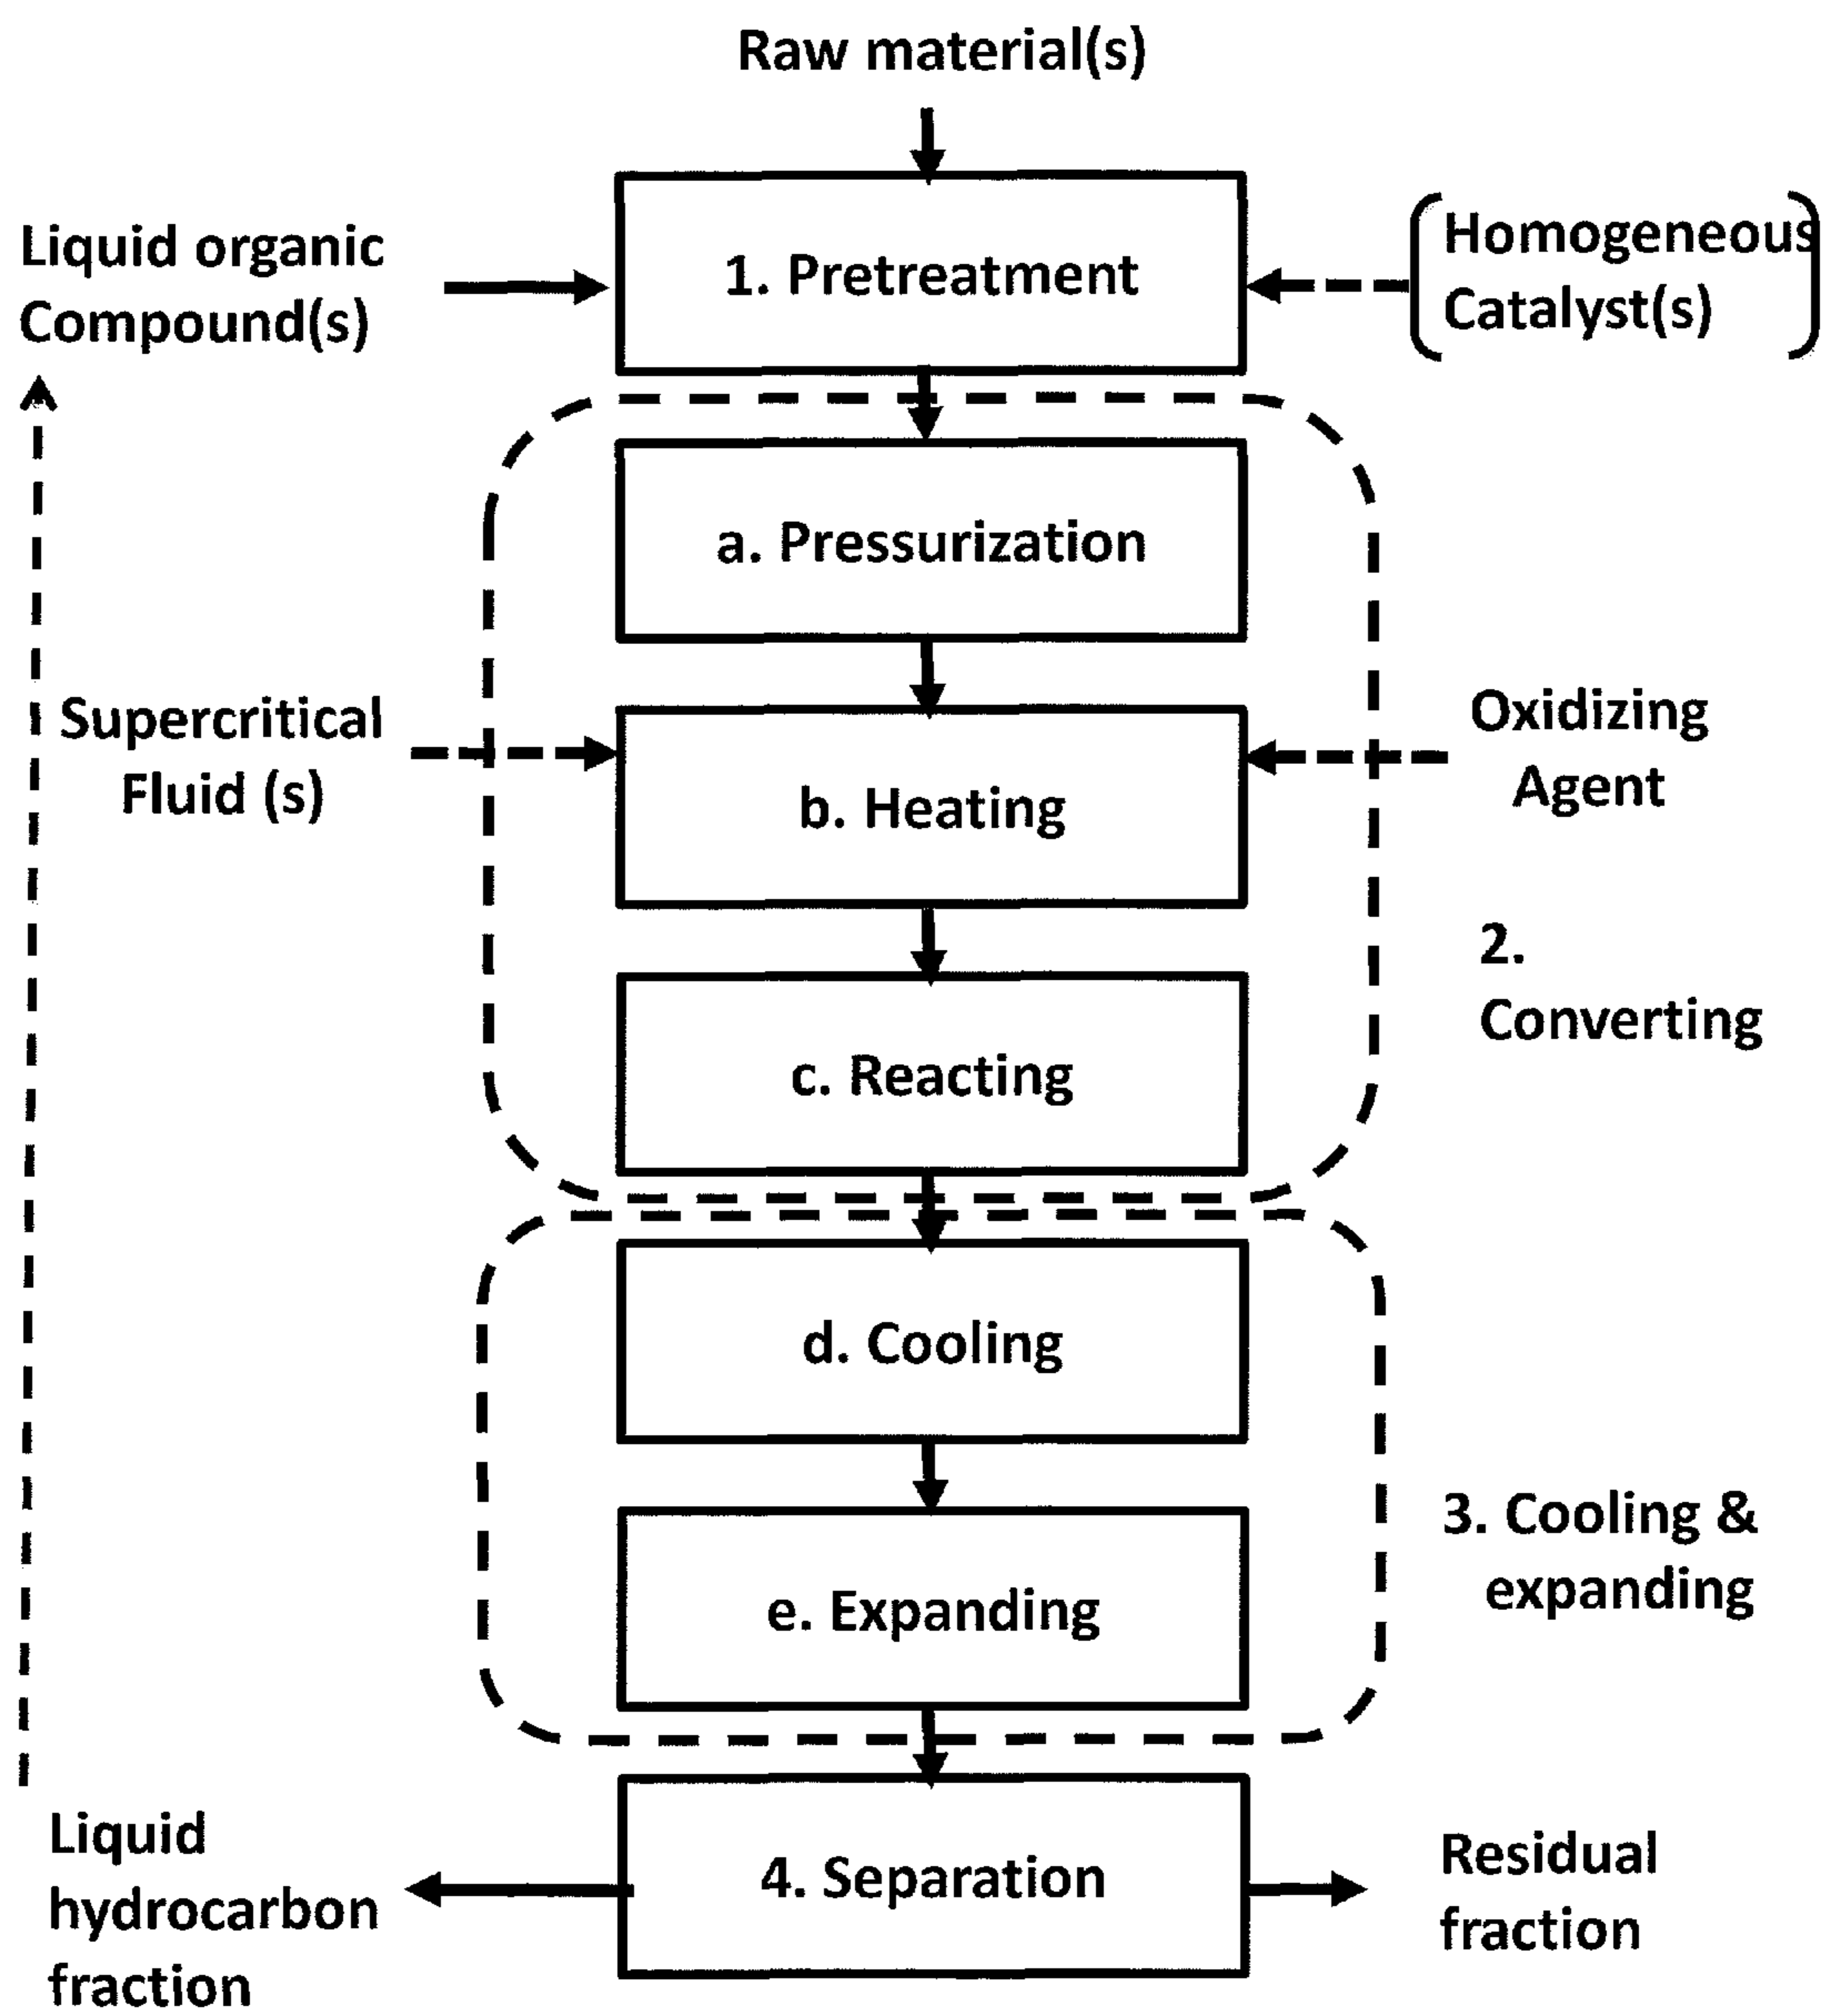 Raw material(s)
Liquid organic
Compound(s)
1. Pretreatment
Homogeneous
Catalyst(s)
a. Pressurization
Supercritical
Fluid (s)
b. Heating
Oxidizing
Agent
2.
Converting
c. Reacting
d. Cooling
3. Cooling &
expanding
e. Expanding
Liquid
hydrocarbon
fraction
4. Separation
Residual
fraction